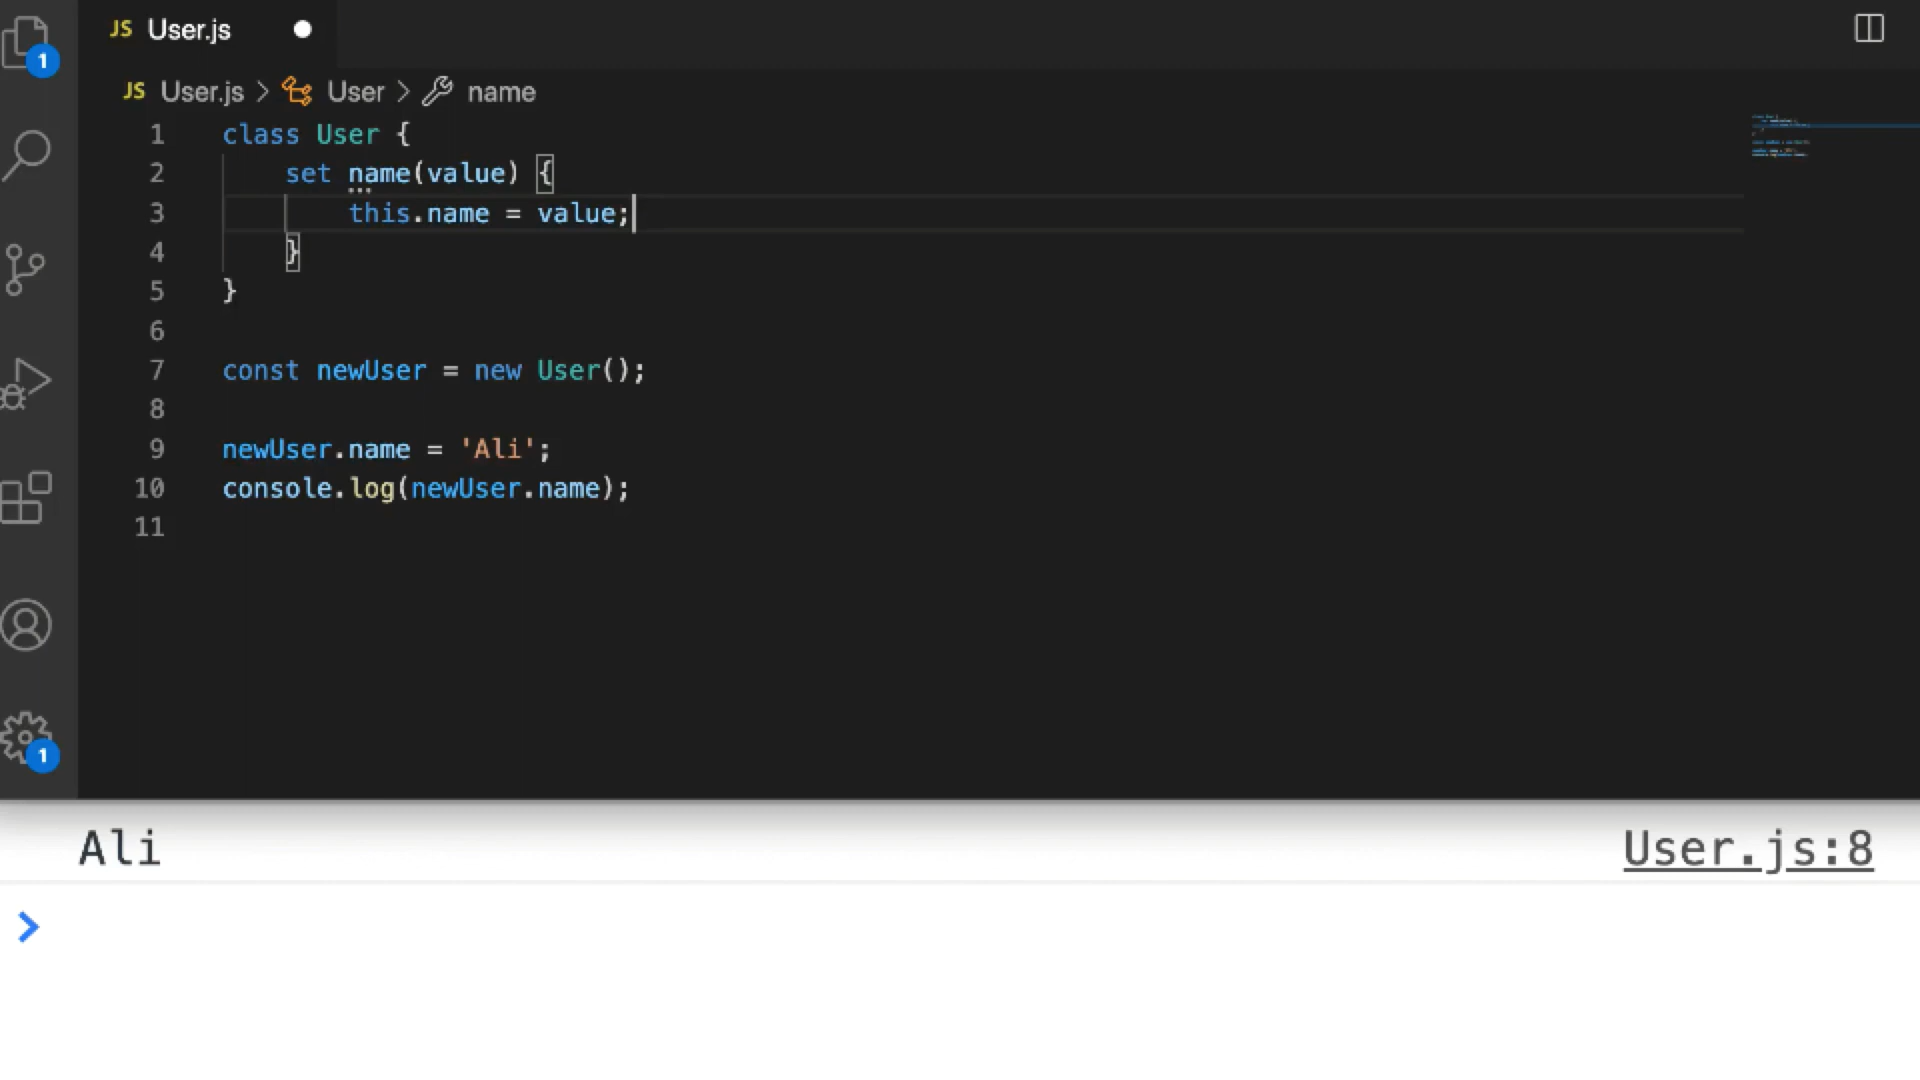 JS User.js
1
JS User.js > User > name
1 class User {
2 set name(value) {
3 this.name = value;
4 }
5 }
6
7 const newUser = new User();
8
9 newUser.name = 'Ali';
10 console.log(newUser.name);
11
1
Ali User.js:8
>